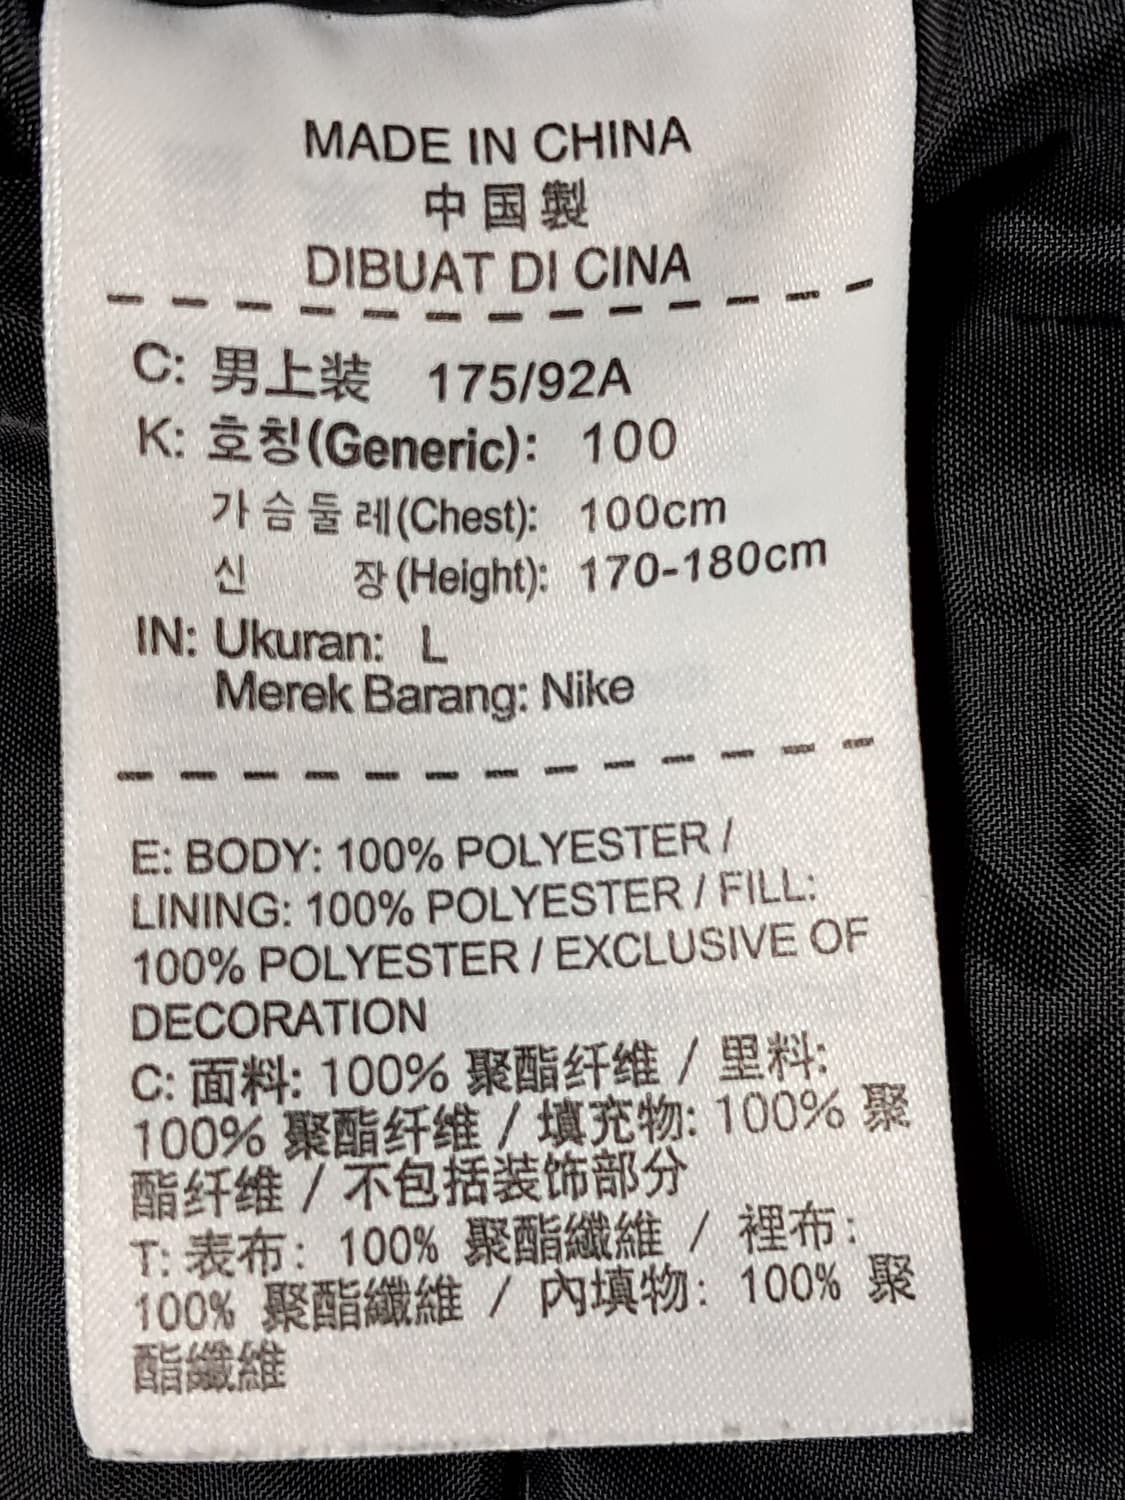 MADE IN CHINA
中国製
DIBUAT DI CINA
C: 男上装 175/92A
K: 호칭(Generic): 100
가슴둘레(Chest): 100cm
신 장(Height): 170-180cm
IN: Ukuran: L
Merek Barang: Nike
E: BODY: 100% POLYESTER /
LINING: 100% POLYESTER / FILL:
100% POLYESTER / EXCLUSIVE OF
DECORATION
C: 面料: 100% 聚酯纤维 / 里料:
100% 聚酯纤维 / 填充物: 100% 聚
酯纤维 / 不包括装饰部分
T: 表布: 100% 聚酯纖維 / 裡布:
100% 聚酯纖維 / 內填物: 100% 聚
酯纖維